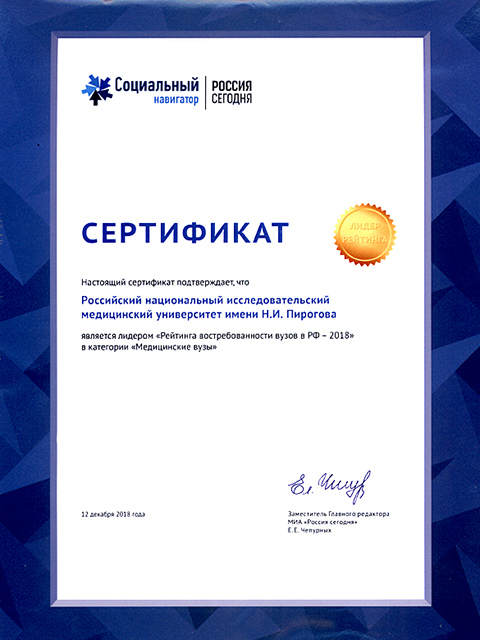 Социальный
навигатор
РОССИЯ
СЕГОДНЯ
СЕРТИФИКАТ
ЛИДЕР
РЕЙТИНГА
Настоящий сертификат подтверждает, что
Российский национальный исследовательский
медицинский университет имени Н.И. Пирогова
является лидером «Рейтинга востребованности вузов в РФ – 2018»
в категории «Медицинские вузы»
12 декабря 2018 года
Заместитель Главного редактора
МИА «Россия сегодня»
Е.Е. Чепурных